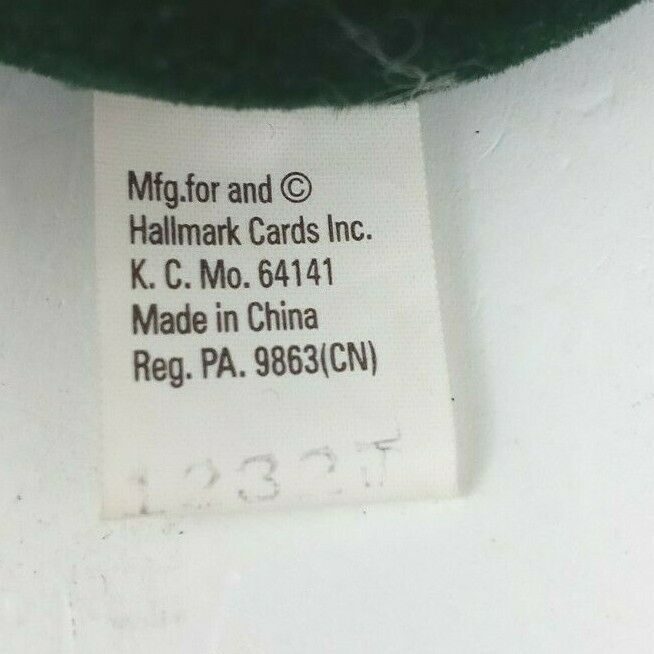 Mfg.for and ©
Hallmark Cards Inc.
K. C. Mo. 64141
Made in China
Reg. PA. 9863(CN)